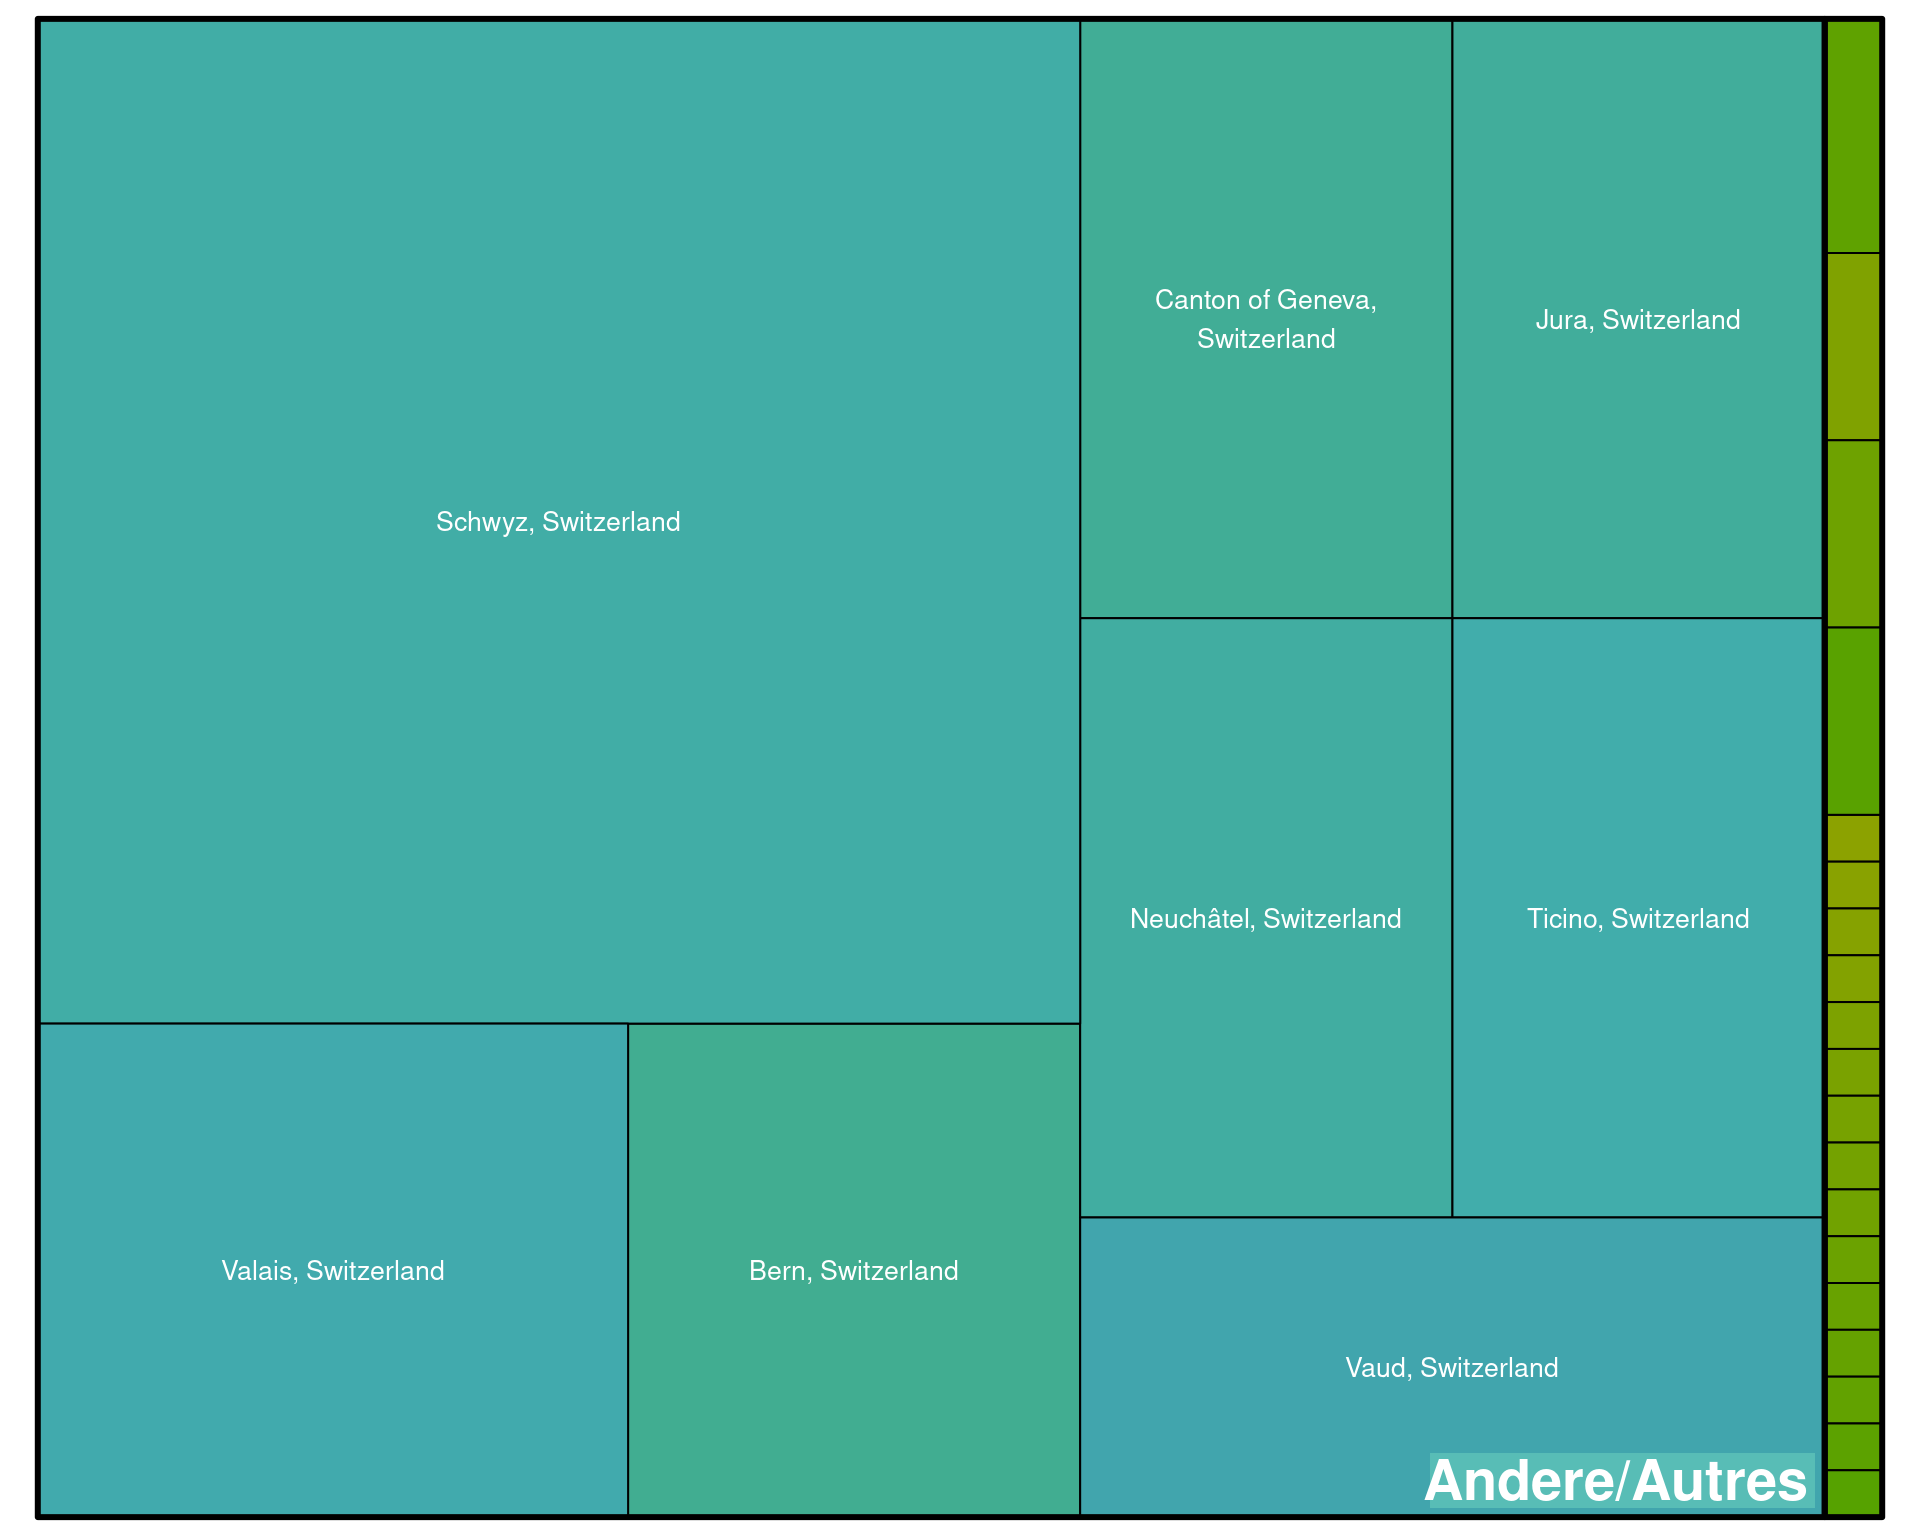 Canton of Geneva,
Switzerland
Jura, Switzerland
Schwyz, Switzerland
Neuchâtel, Switzerland
Ticino, Switzerland
Valais, Switzerland
Bern, Switzerland
Vaud, Switzerland
Andere/Autres